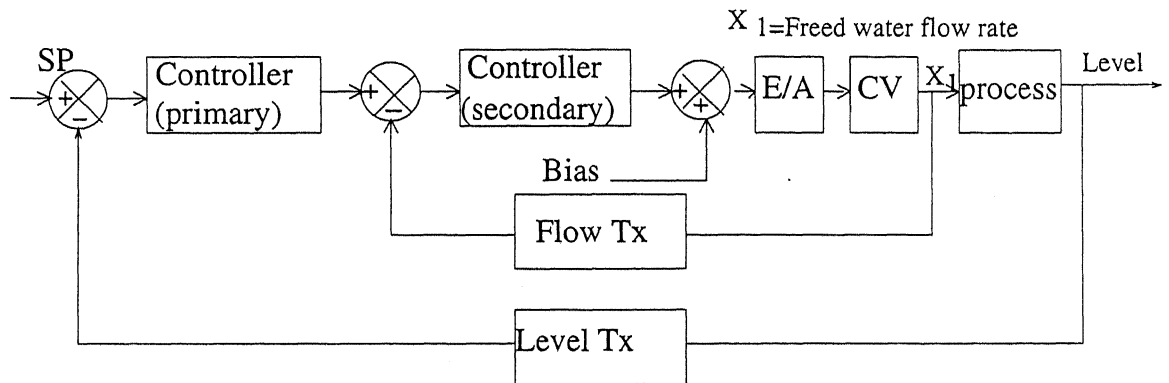 X 1=Freed water flow rate
SP
Controller
(primary)
Controller
(secondary)
E/A
CV
X1
process
Level
+
−
+
−
+
+
Bias
Flow Tx
Level Tx